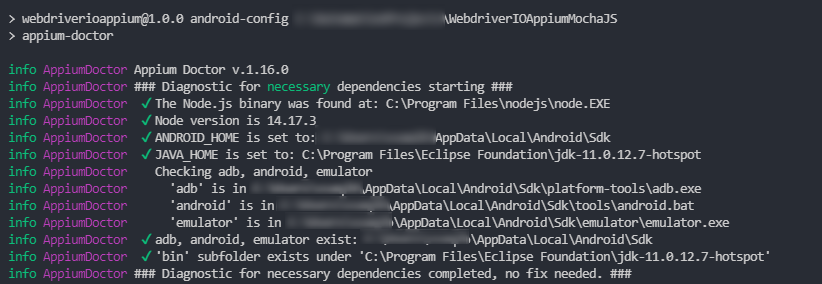 > webdriverioappium@1.0.0 android-config \WebdriverIOAppiumMochaJS
> appium-doctor
info AppiumDoctor Appium Doctor v.1.16.0
info AppiumDoctor ### Diagnostic for necessary dependencies starting ###
info AppiumDoctor ✓ The Node.js binary was found at: C:\Program Files\nodejs\node.EXE
info AppiumDoctor ✓ Node version is 14.17.3
info AppiumDoctor ✓ ANDROID_HOME is set to: AppData\Local\Android\Sdk
info AppiumDoctor ✓ JAVA_HOME is set to: C:\Program Files\Eclipse Foundation\jdk-11.0.12.7-hotspot
info AppiumDoctor Checking adb, android, emulator
info AppiumDoctor 'adb' is in \AppData\Local\Android\Sdk\platform-tools\adb.exe
info AppiumDoctor 'android' is in \AppData\Local\Android\Sdk\tools\android.bat
info AppiumDoctor 'emulator' is in \AppData\Local\Android\Sdk\emulator\emulator.exe
info AppiumDoctor ✓ adb, android, emulator exist: \AppData\Local\Android\Sdk
info AppiumDoctor ✓ 'bin' subfolder exists under 'C:\Program Files\Eclipse Foundation\jdk-11.0.12.7-hotspot'
info AppiumDoctor ### Diagnostic for necessary dependencies completed, no fix needed. ###